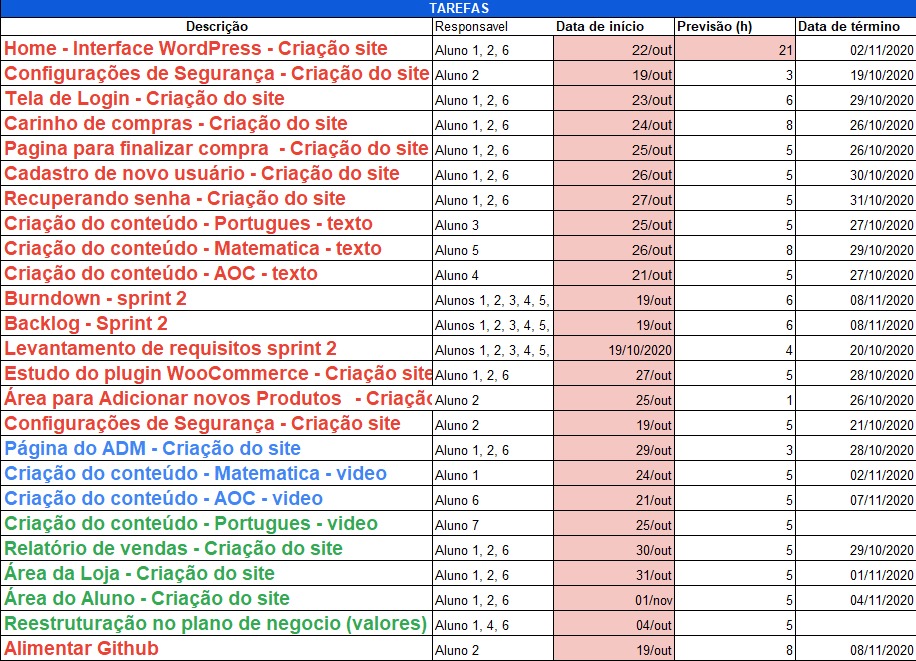 TAREFAS
Descrição Responsavel Data de início Previsão (h) Data de término
Home - Interface WordPress - Criação site Aluno 1, 2, 6 22/out 21 02/11/2020
Configurações de Segurança - Criação do site Aluno 2 19/out 3 19/10/2020
Tela de Login - Criação do site Aluno 1, 2, 6 23/out 6 29/10/2020
Carinho de compras - Criação do site Aluno 1, 2, 6 24/out 8 26/10/2020
Pagina para finalizar compra - Criação do site Aluno 1, 2, 6 25/out 5 26/10/2020
Cadastro de novo usuário - Criação do site Aluno 1, 2, 6 26/out 5 30/10/2020
Recuperando senha - Criação do site Aluno 1, 2, 6 27/out 5 31/10/2020
Criação do conteúdo - Portugues - texto Aluno 3 25/out 5 27/10/2020
Criação do conteúdo - Matematica - texto Aluno 5 26/out 8 29/10/2020
Criação do conteúdo - AOC - texto Aluno 4 21/out 5 27/10/2020
Burndown - sprint 2 Alunos 1, 2, 3, 4, 5, 19/out 6 08/11/2020
Backlog - Sprint 2 Alunos 1, 2, 3, 4, 5, 19/out 6 08/11/2020
Levantamento de requisitos sprint 2 Alunos 1, 2, 3, 4, 5, 19/10/2020 4 20/10/2020
Estudo do plugin WooCommerce - Criação site Aluno 1, 2, 6 27/out 5 28/10/2020
Área para Adicionar novos Produtos - Criação Aluno 2 25/out 1 26/10/2020
Configurações de Segurança - Criação site Aluno 2 19/out 5 21/10/2020
Página do ADM - Criação do site Aluno 1, 2, 6 29/out 3 28/10/2020
Criação do conteúdo - Matematica - video Aluno 1 24/out 5 02/11/2020
Criação do conteúdo - AOC - video Aluno 6 21/out 5 07/11/2020
Criação do conteúdo - Portugues - video Aluno 7 25/out 5
Relatório de vendas - Criação do site Aluno 1, 2, 6 30/out 5 29/10/2020
Área da Loja - Criação do site Aluno 1, 2, 6 31/out 5 01/11/2020
Área do Aluno - Criação do site Aluno 1, 2, 6 01/nov 5 04/11/2020
Reestruturação no plano de negocio (valores) Aluno 1, 4, 6 04/out 5
Alimentar Github Aluno 2 19/out 8 08/11/2020